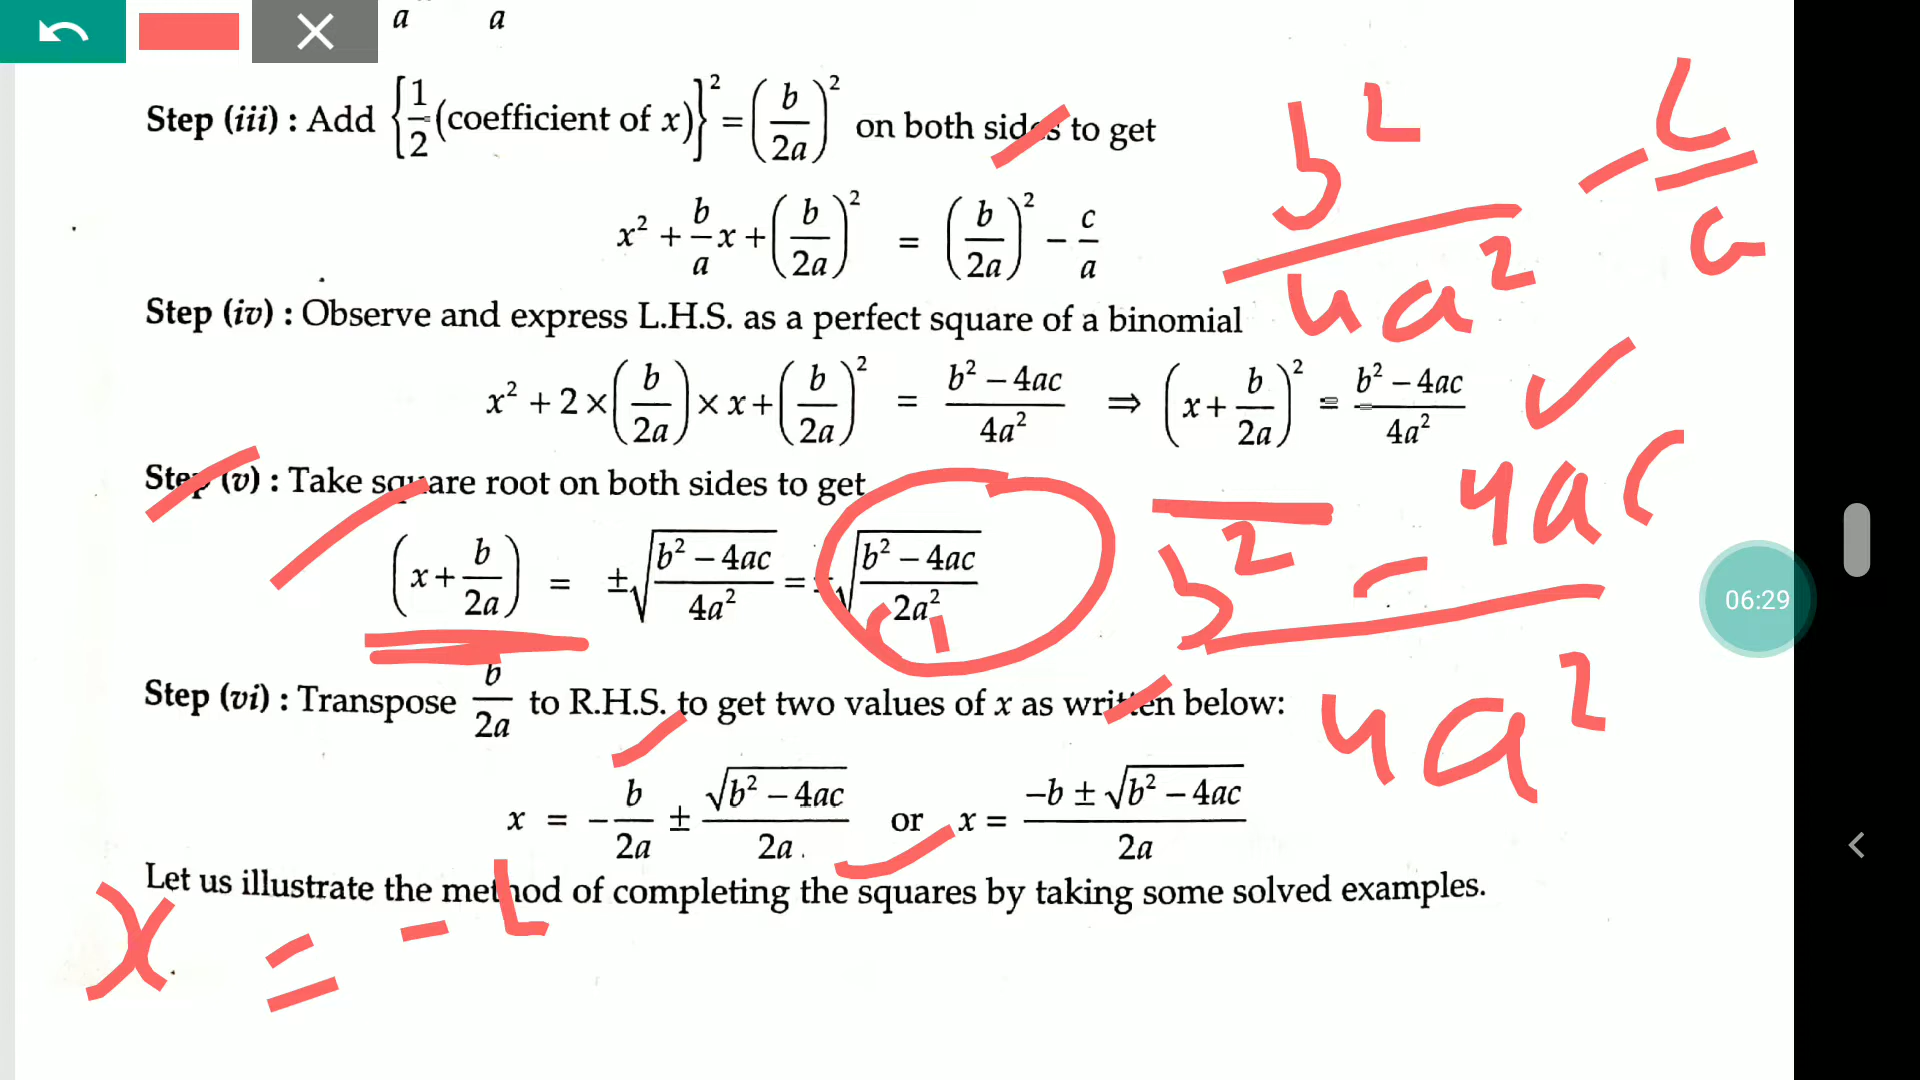 a a
Step (iii) : Add {1/2 (coefficient of x)}² = (b/2a)² on both sides to get
x² + b/a x + (b/2a)² = (b/2a)² − c/a
Step (iv) : Observe and express L.H.S. as a perfect square of a binomial
x² + 2 × (b/2a) × x + (b/2a)² = b² − 4ac / 4a² ⇒ (x + b/2a)² = b² − 4ac / 4a²
Step (v) : Take square root on both sides to get
(x + b/2a) = ±√(b² − 4ac / 4a²) = ±√(b² − 4ac / 2a²)
Step (vi) : Transpose b/2a to R.H.S. to get two values of x as written below:
x = − b/2a ± √(b² − 4ac) / 2a . or x = −b ± √(b² − 4ac) / 2a
Let us illustrate the method of completing the squares by taking some solved examples.
b² / 4a² − c/a
b² − 4ac / 4a²
x = −
06:29